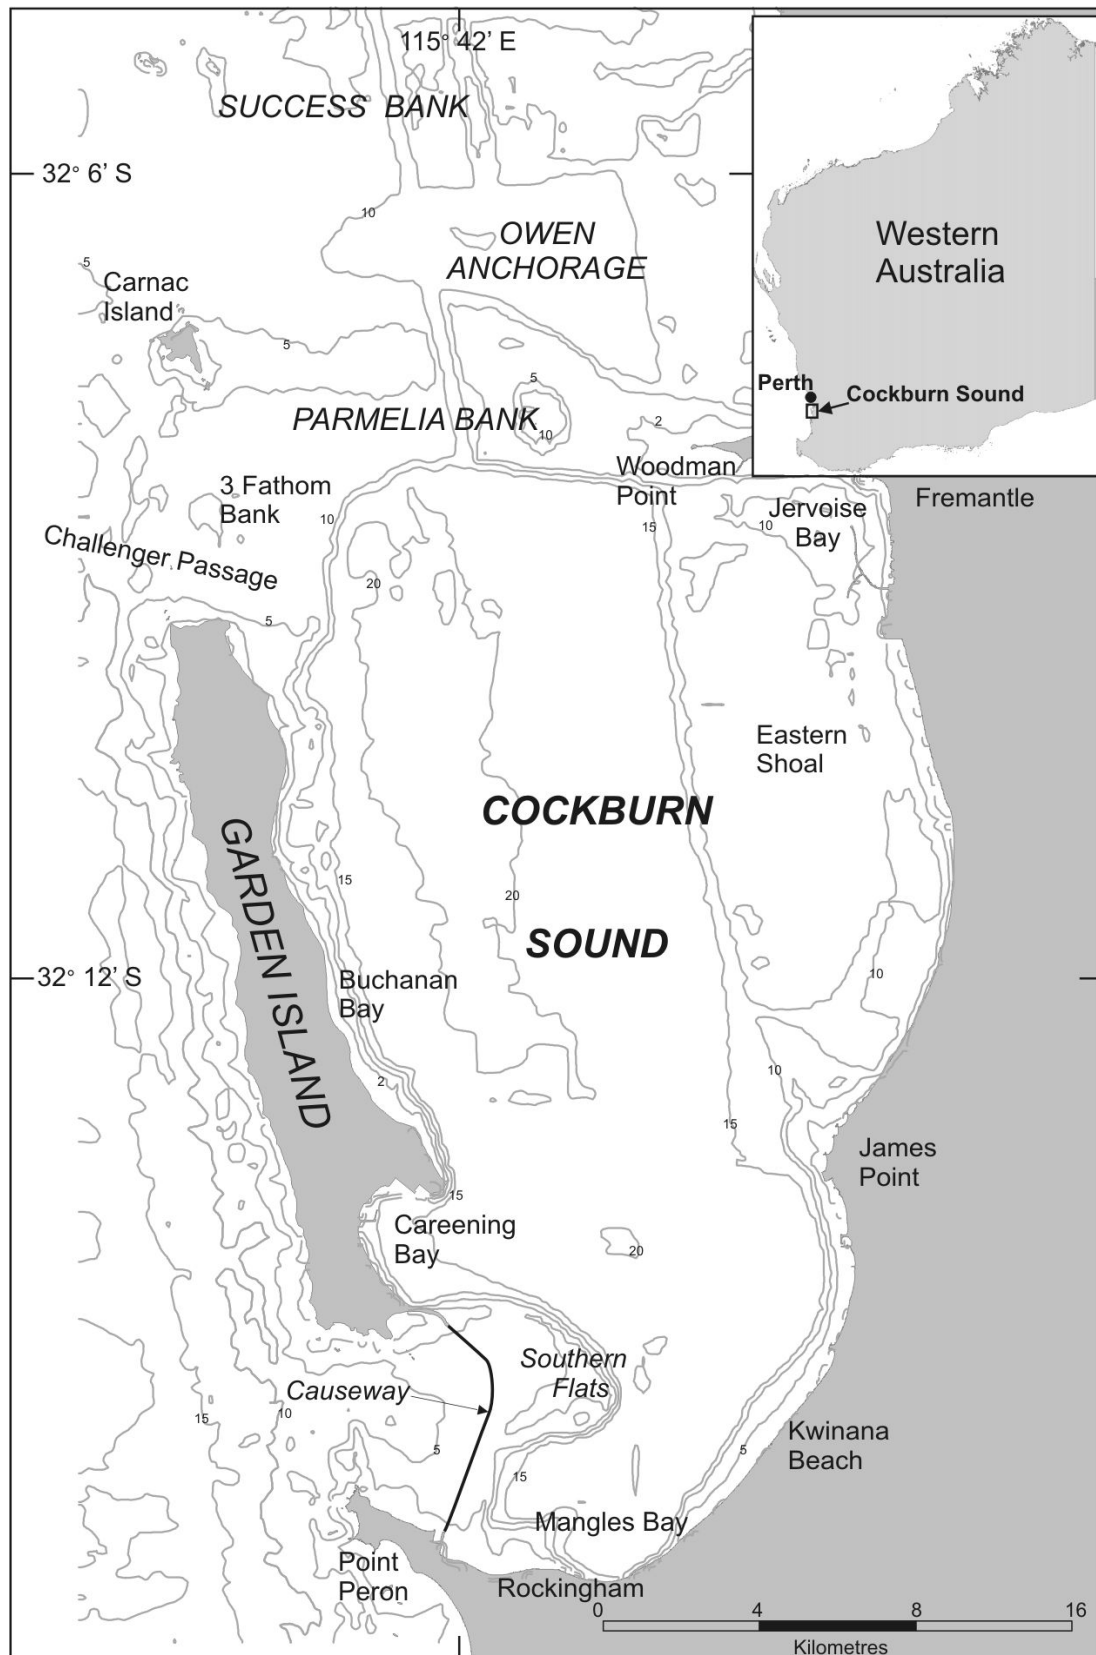 115° 42’ E
SUCCESS BANK
32° 6’ S
10
OWEN
ANCHORAGE
5
Carnac
Island
5
5
PARMELIA BANK
10
2
Western
Australia
Perth
Cockburn Sound
Woodman
Point
Fremantle
3 Fathom
Bank
10
15
Jervoise
Bay
10
Challenger Passage
20
5
Eastern
Shoal
COCKBURN
GARDEN ISLAND
15
20
SOUND
32° 12’ S
Buchanan
Bay
10
2
10
15
James
Point
15
Careening
Bay
20
Southern
Flats
Causeway
15
10
5
15
5
Kwinana
Beach
Mangles Bay
Point
Peron
Rockingham
0 4 8 16
Kilometres